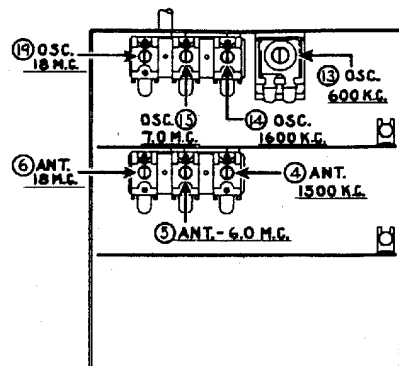 ⑲ OSC.
18 M.C.
⑬ OSC.
600 K.C.
OSC. ⑮
7.0 M.C.
⑭ OSC.
1600 K.C.
⑥ ANT.
18 M.C.
④ ANT.
1500 K.C.
⑤ ANT.- 6.0 M.C.